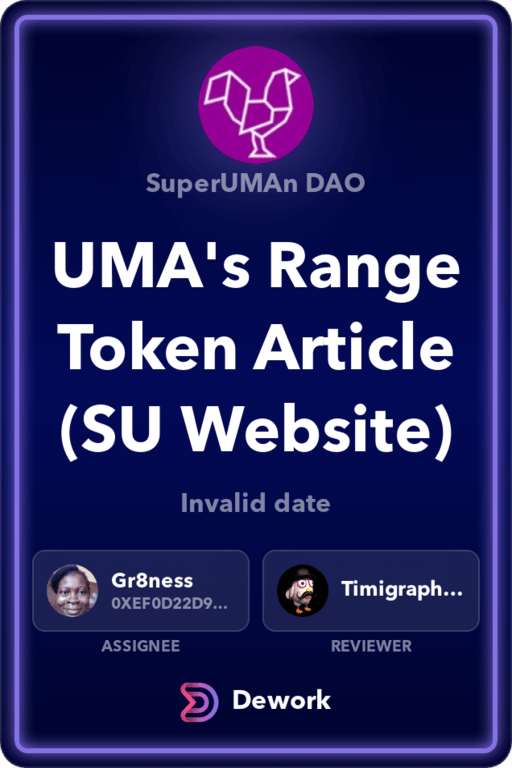 SuperUMAn DAO
UMA's Range
Token Article
(SU Website)
Invalid date
Gr8ness
0XEF0D22D9...
Timigraph...
ASSIGNEE
REVIEWER
Dework